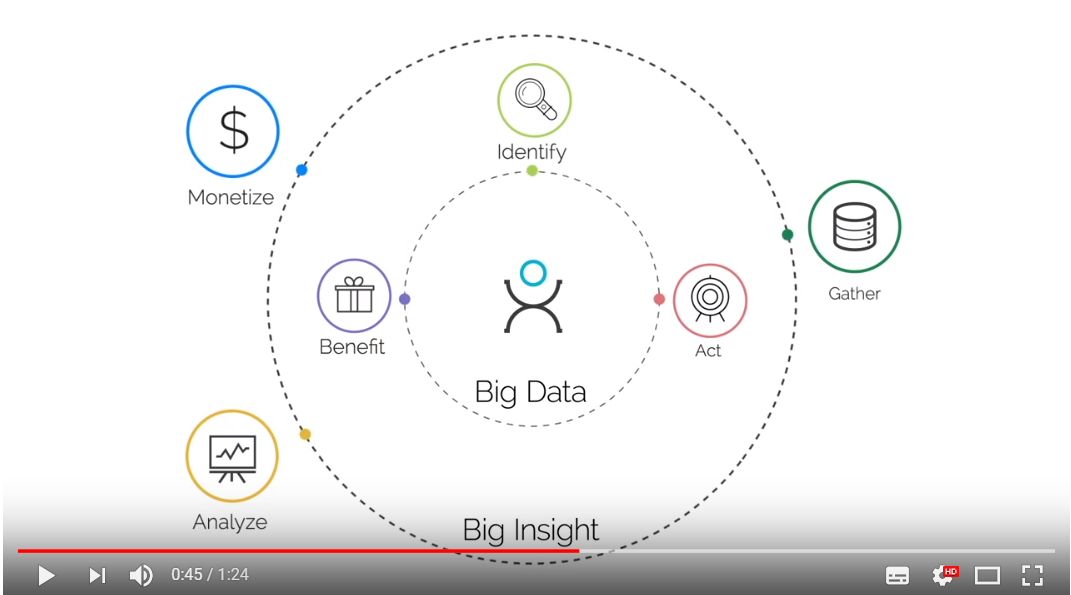 $
Identify
Monetize
Gather
Benefit
Act
Big Data
Analyze
Big Insight
0:45 / 1:24
HD